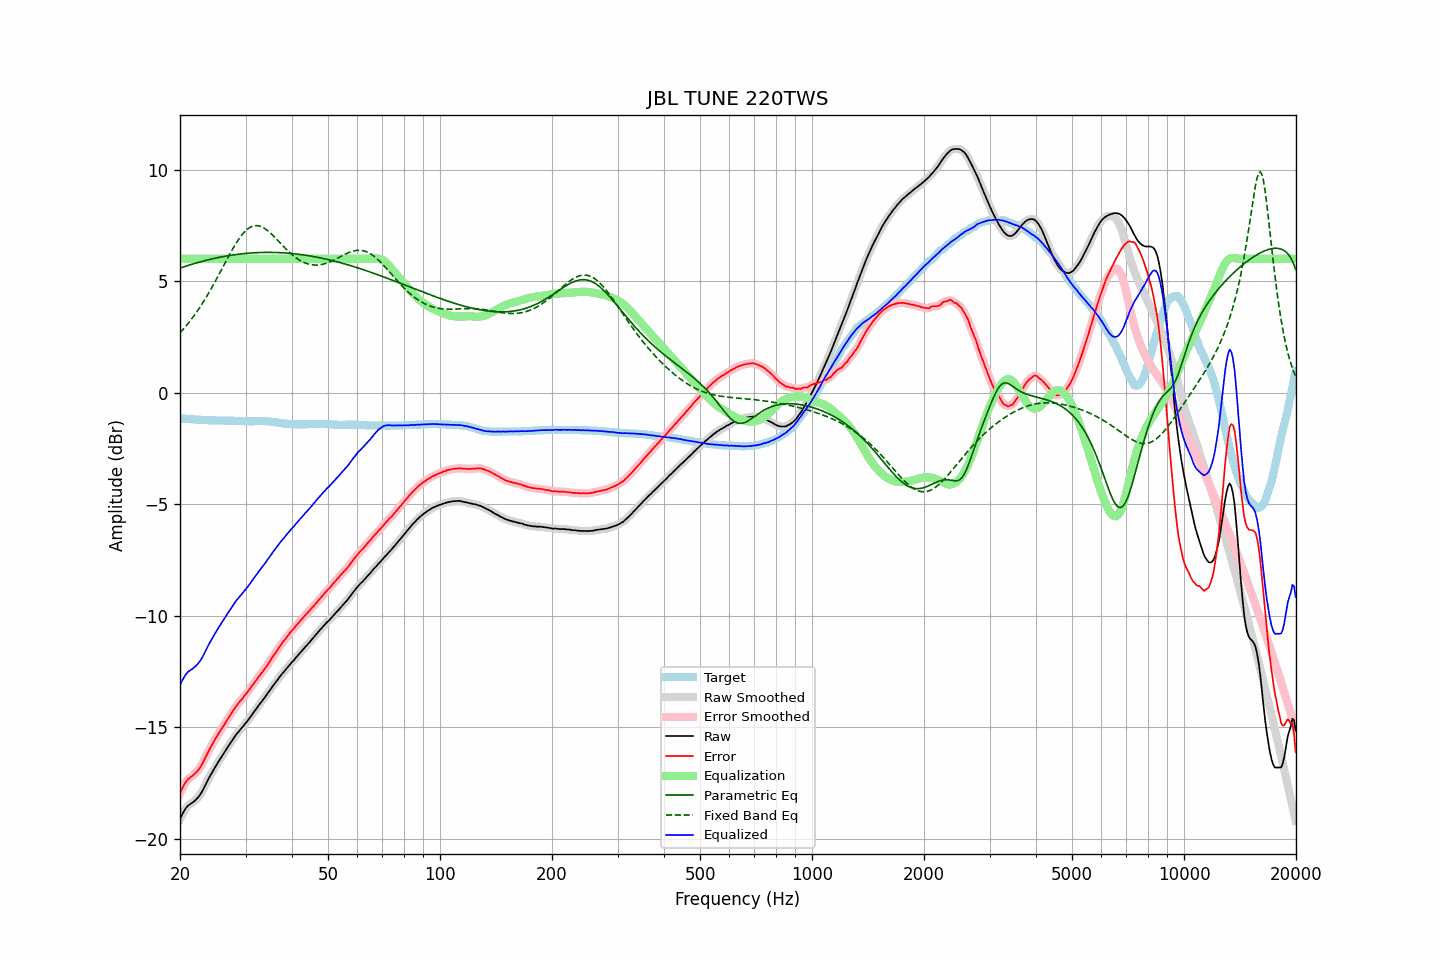 JBL TUNE 220TWS
Amplitude (dBr)
10
5
0
−5
−10
−15
−20
Target
Raw Smoothed
Error Smoothed
Raw
Error
Equalization
Parametric Eq
Fixed Band Eq
Equalized
20
50
100
200
500
1000
2000
5000
10000
20000
Frequency (Hz)